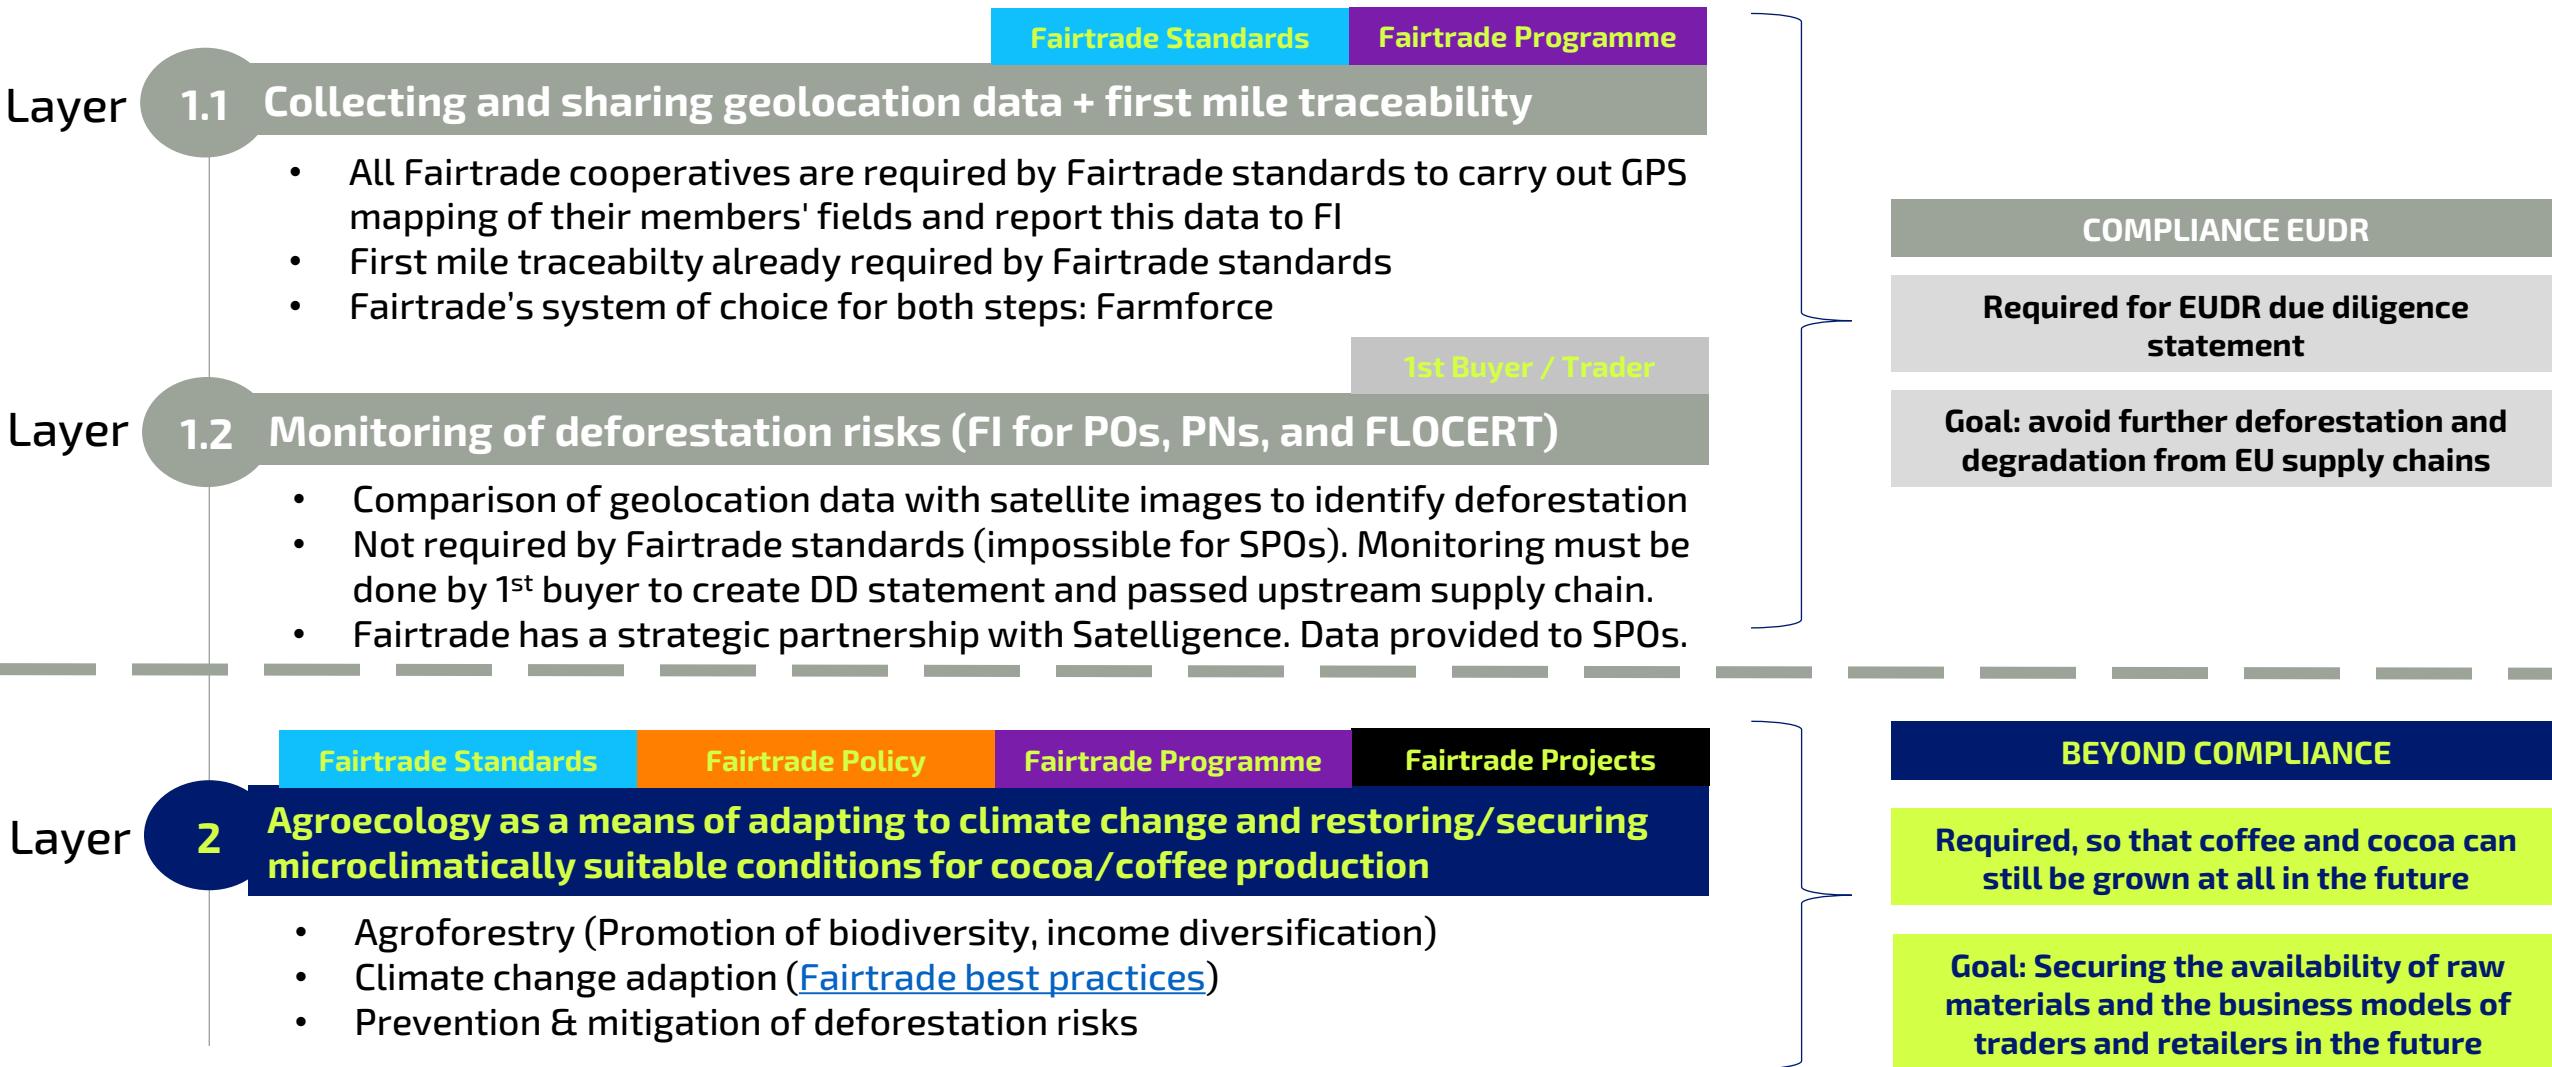 Fairtrade Standards
Fairtrade Programme
Layer
1.1
Collecting and sharing geolocation data + first mile traceability
• All Fairtrade cooperatives are required by Fairtrade standards to carry out GPS
mapping of their members' fields and report this data to FI
• First mile traceabilty already required by Fairtrade standards
• Fairtrade’s system of choice for both steps: Farmforce
1st Buyer / Trader
Layer
1.2
Monitoring of deforestation risks (FI for POs, PNs, and FLOCERT)
• Comparison of geolocation data with satellite images to identify deforestation
• Not required by Fairtrade standards (impossible for SPOs). Monitoring must be
done by 1st buyer to create DD statement and passed upstream supply chain.
• Fairtrade has a strategic partnership with Satelligence. Data provided to SPOs.
COMPLIANCE EUDR
Required for EUDR due diligence
statement
Goal: avoid further deforestation and
degradation from EU supply chains
Fairtrade Standards
Fairtrade Policy
Fairtrade Programme
Fairtrade Projects
Layer
2
Agroecology as a means of adapting to climate change and restoring/securing
microclimatically suitable conditions for cocoa/coffee production
• Agroforestry (Promotion of biodiversity, income diversification)
• Climate change adaption (Fairtrade best practices)
• Prevention & mitigation of deforestation risks
BEYOND COMPLIANCE
Required, so that coffee and cocoa can
still be grown at all in the future
Goal: Securing the availability of raw
materials and the business models of
traders and retailers in the future